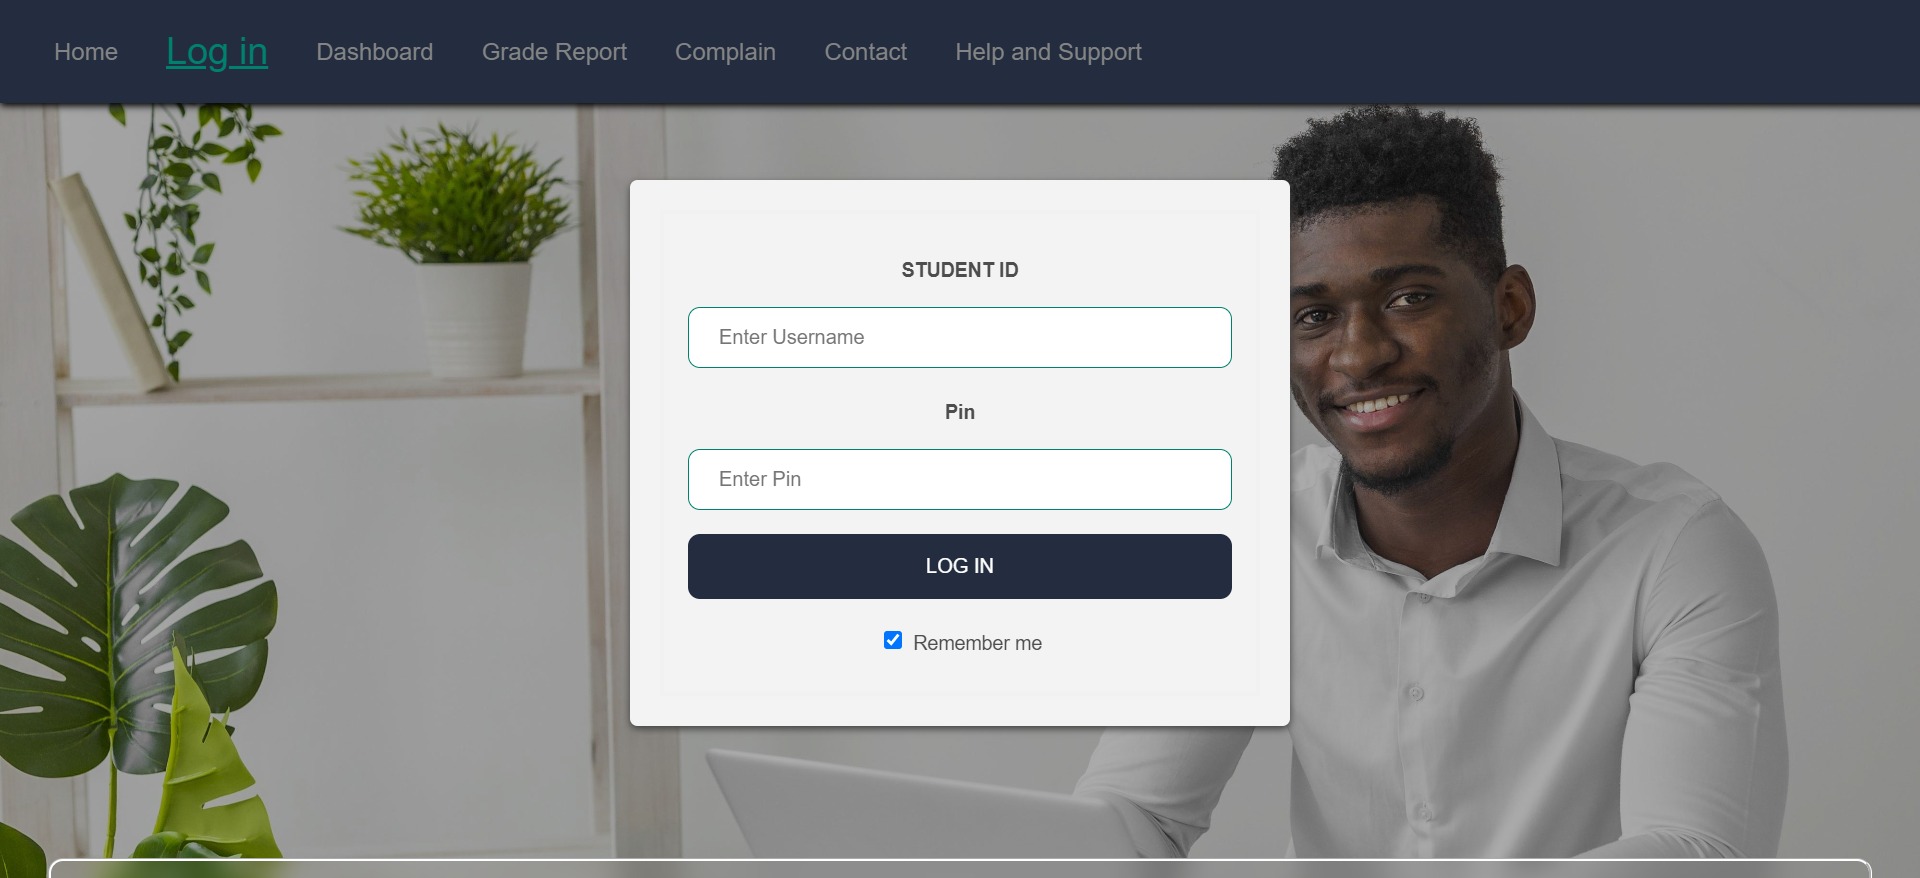 Home Log in Dashboard Grade Report Complain Contact Help and Support
STUDENT ID
Enter Username
Pin
Enter Pin
LOG IN
Remember me